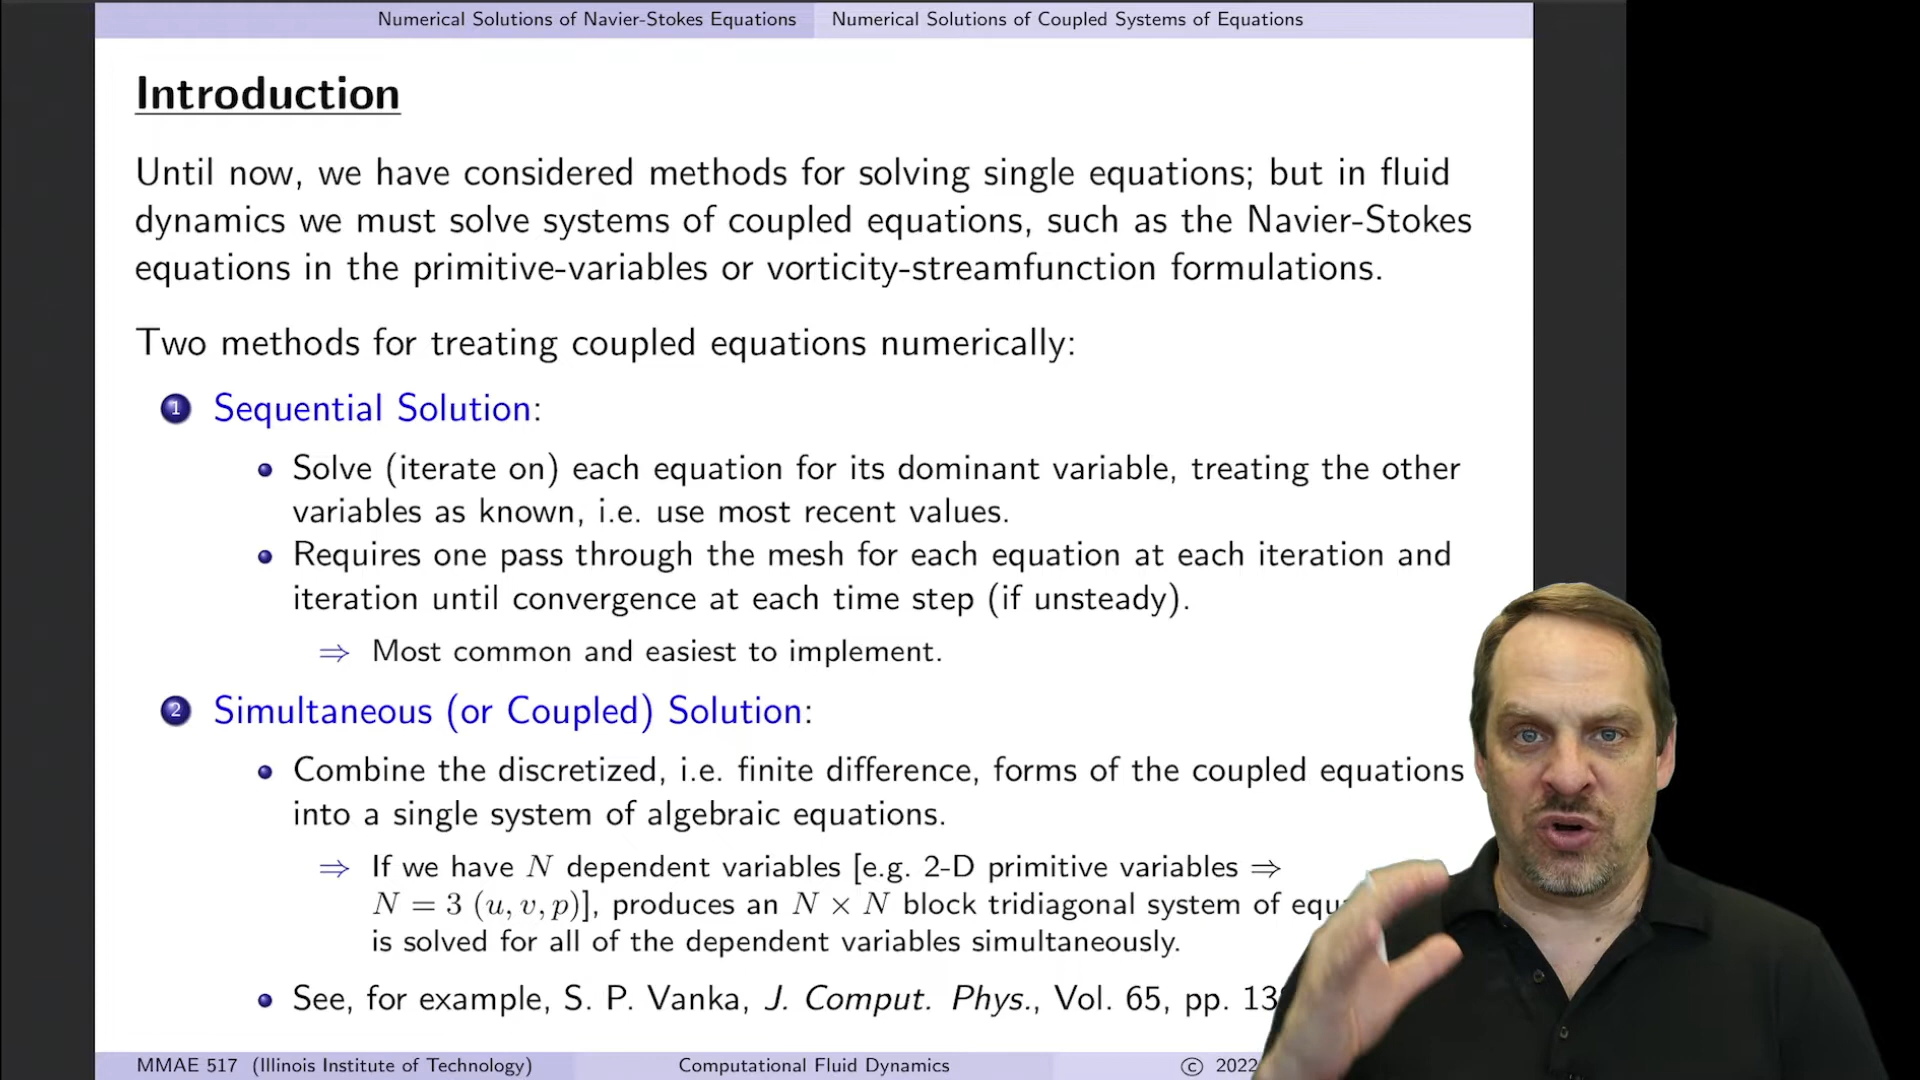 Numerical Solutions of Navier-Stokes Equations Numerical Solutions of Coupled Systems of Equations
Introduction
Until now, we have considered methods for solving single equations; but in fluid
dynamics we must solve systems of coupled equations, such as the Navier-Stokes
equations in the primitive-variables or vorticity-streamfunction formulations.
Two methods for treating coupled equations numerically:
1 Sequential Solution:
• Solve (iterate on) each equation for its dominant variable, treating the other
variables as known, i.e. use most recent values.
• Requires one pass through the mesh for each equation at each iteration and
iteration until convergence at each time step (if unsteady).
⇒ Most common and easiest to implement.
2 Simultaneous (or Coupled) Solution:
• Combine the discretized, i.e. finite difference, forms of the coupled equations
into a single system of algebraic equations.
⇒ If we have N dependent variables [e.g. 2-D primitive variables ⇒
N = 3 (u, v, p)], produces an N × N block tridiagonal system of
is solved for all of the dependent variables simultaneously.
• See, for example, S. P. Vanka, J. Comput. Phys., Vol. 65, pp.
MMAE 517 (Illinois Institute of Technology) Computational Fluid Dynamics © 2022